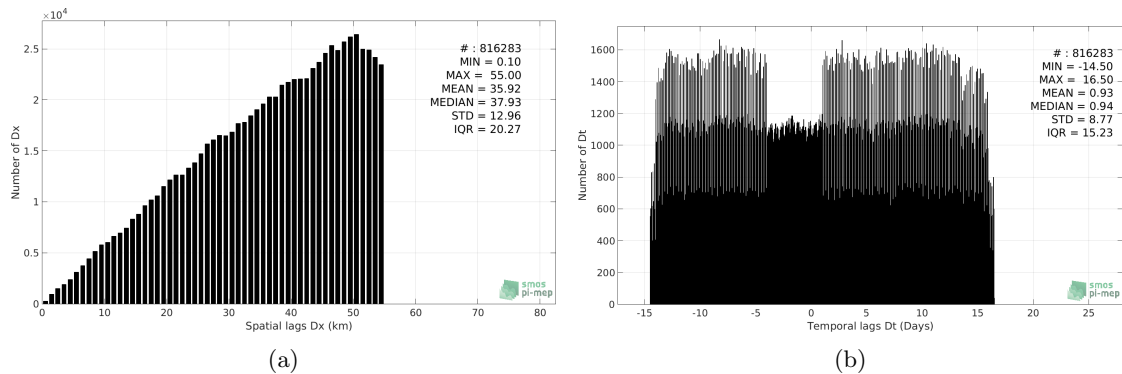 ×10⁴
2.5
2
1.5
1
0.5
0
0 10 20 30 40 50 60 70 80
Number of Dx
Spatial lags Dx (km)
# : 816283
MIN = 0.10
MAX = 55.00
MEAN = 35.92
MEDIAN = 37.93
STD = 12.96
IQR = 20.27
smos
pi-mep
(a)
1600
1400
1200
1000
800
600
400
200
0
-15 -10 -5 0 5 10 15 20 25
Number of Dt
Temporal lags Dt (Days)
# : 816283
MIN = -14.50
MAX = 16.50
MEAN = 0.93
MEDIAN = 0.94
STD = 8.77
IQR = 15.23
smos
pi-mep
(b)